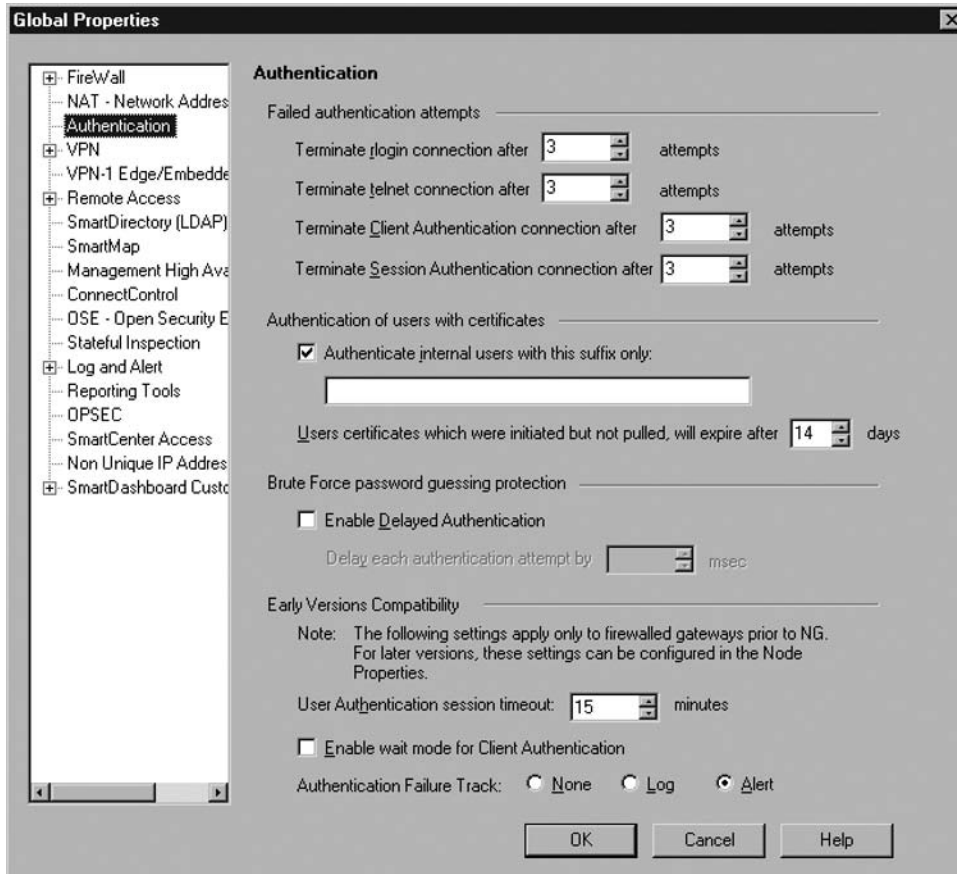 Global Properties
FireWall
NAT - Network Addres
Authentication
VPN
VPN-1 Edge/Embedde
Remote Access
SmartDirectory (LDAP)
SmartMap
Management High Ava
ConnectControl
OSE - Open Security E
Stateful Inspection
Log and Alert
Reporting Tools
OPSEC
SmartCenter Access
Non Unique IP Addres
SmartDashboard Custo
Authentication
Failed authentication attempts
Terminate rlogin connection after 3 attempts
Terminate telnet connection after 3 attempts
Terminate Client Authentication connection after 3 attempts
Terminate Session Authentication connection after 3 attempts
Authentication of users with certificates
Authenticate internal users with this suffix only:
Users certificates which were initiated but not pulled, will expire after 14 days
Brute Force password guessing protection
Enable Delayed Authentication
Delay each authentication attempt by msec
Early Versions Compatibility
Note: The following settings apply only to firewalled gateways prior to NG.
For later versions, these settings can be configured in the Node
Properties.
User Authentication session timeout: 15 minutes
Enable wait mode for Client Authentication
Authentication Failure Track: None Log Alert
OK Cancel Help